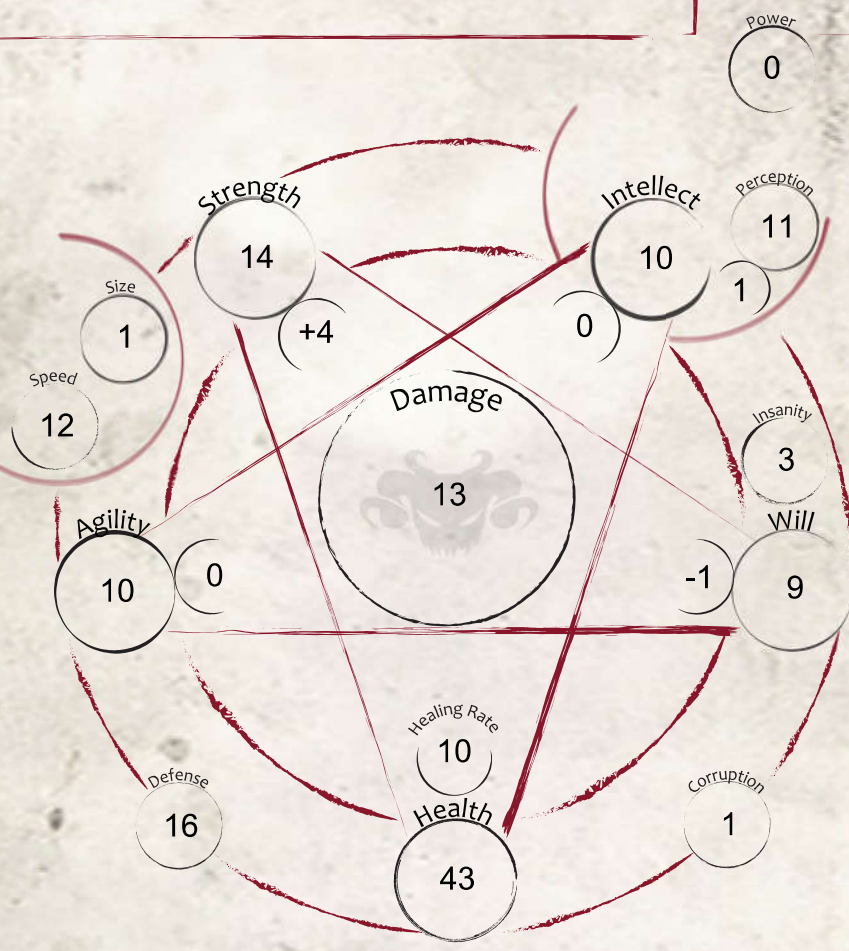 Power
0
Strength
14
+4
Intellect
10
0
Perception
11
1
Size
1
Speed
12
Damage
13
Insanity
3
Agility
10
0
Will
9
-1
Healing Rate
10
Health
43
Defense
16
Corruption
1